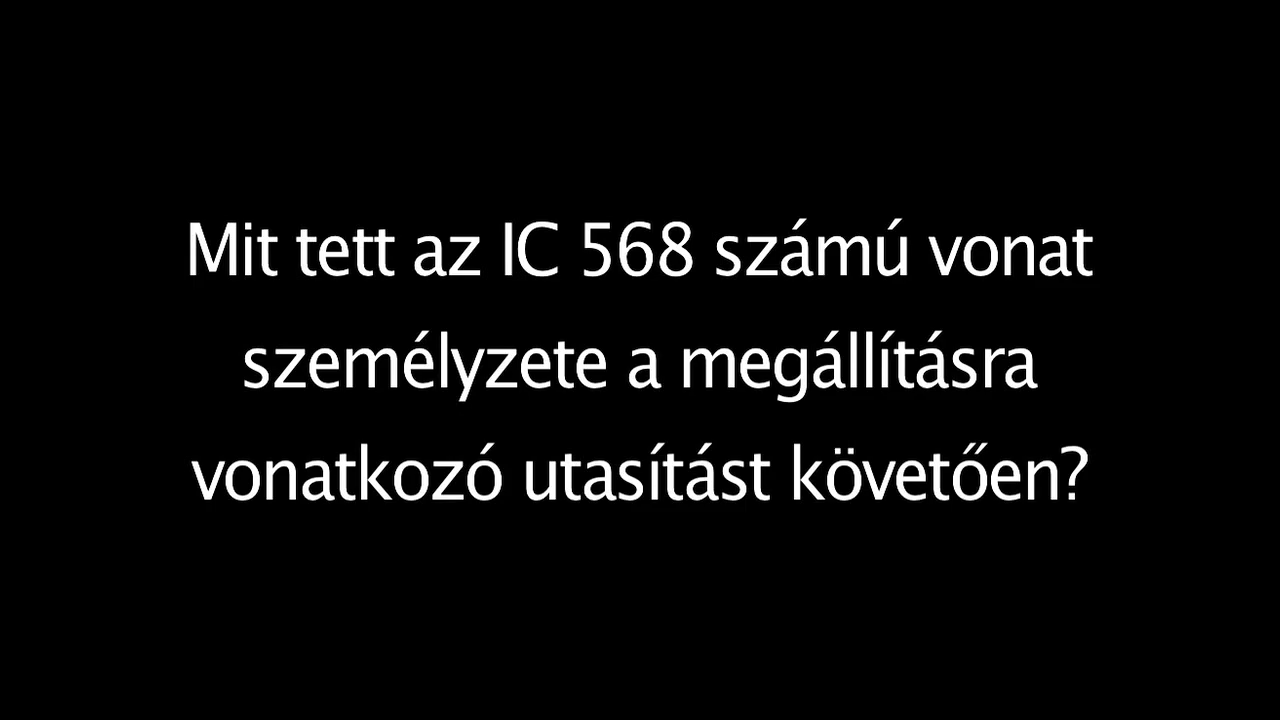 Mit tett az IC 568 számú vonat
személyzete a megállításra
vonatkozó utasítást követően?